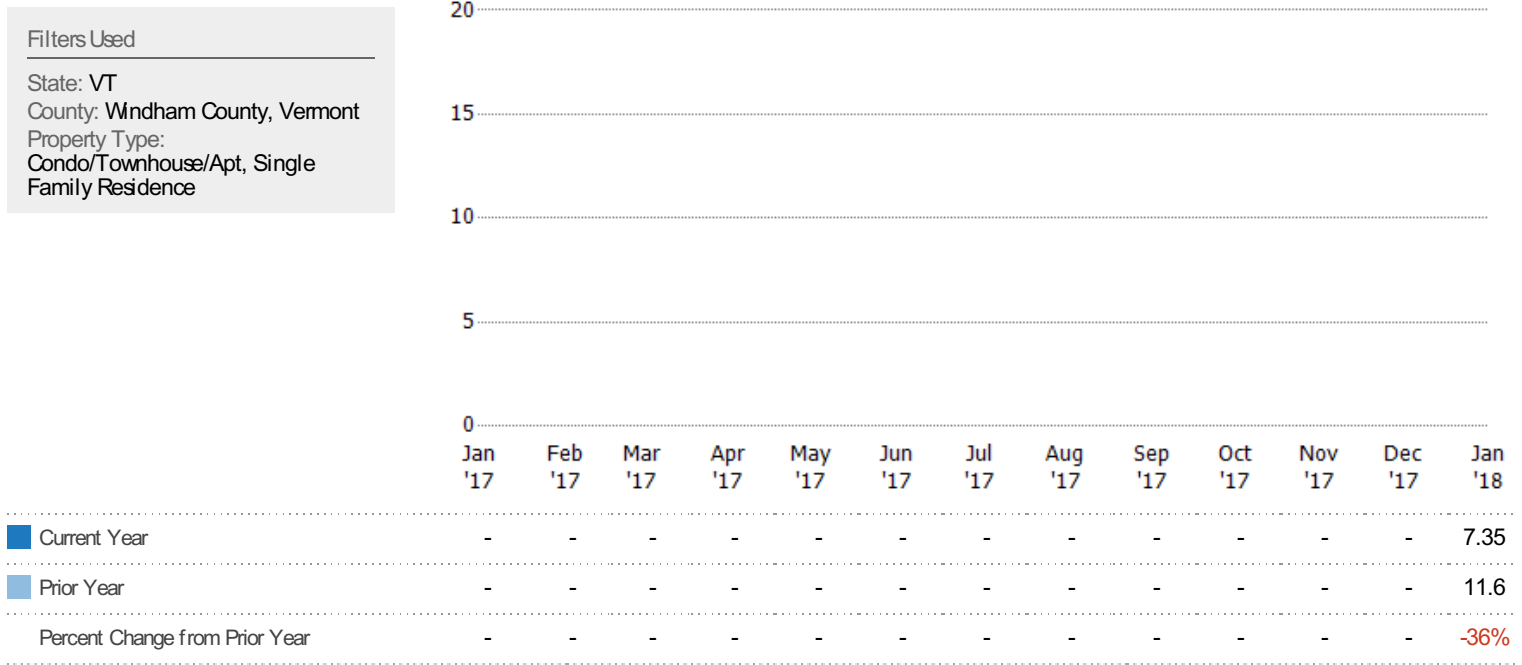 Filters Used
State: VT
County: Windham County, Vermont
Property Type:
Condo/Townhouse/Apt, Single
Family Residence
20
15
10
5
0
Jan Feb Mar Apr May Jun Jul Aug Sep Oct Nov Dec Jan
'17 '17 '17 '17 '17 '17 '17 '17 '17 '17 '17 '17 '18
Current Year - - - - - - - - - - - - 7.35
Prior Year - - - - - - - - - - - - 11.6
Percent Change from Prior Year - - - - - - - - - - - - -36%